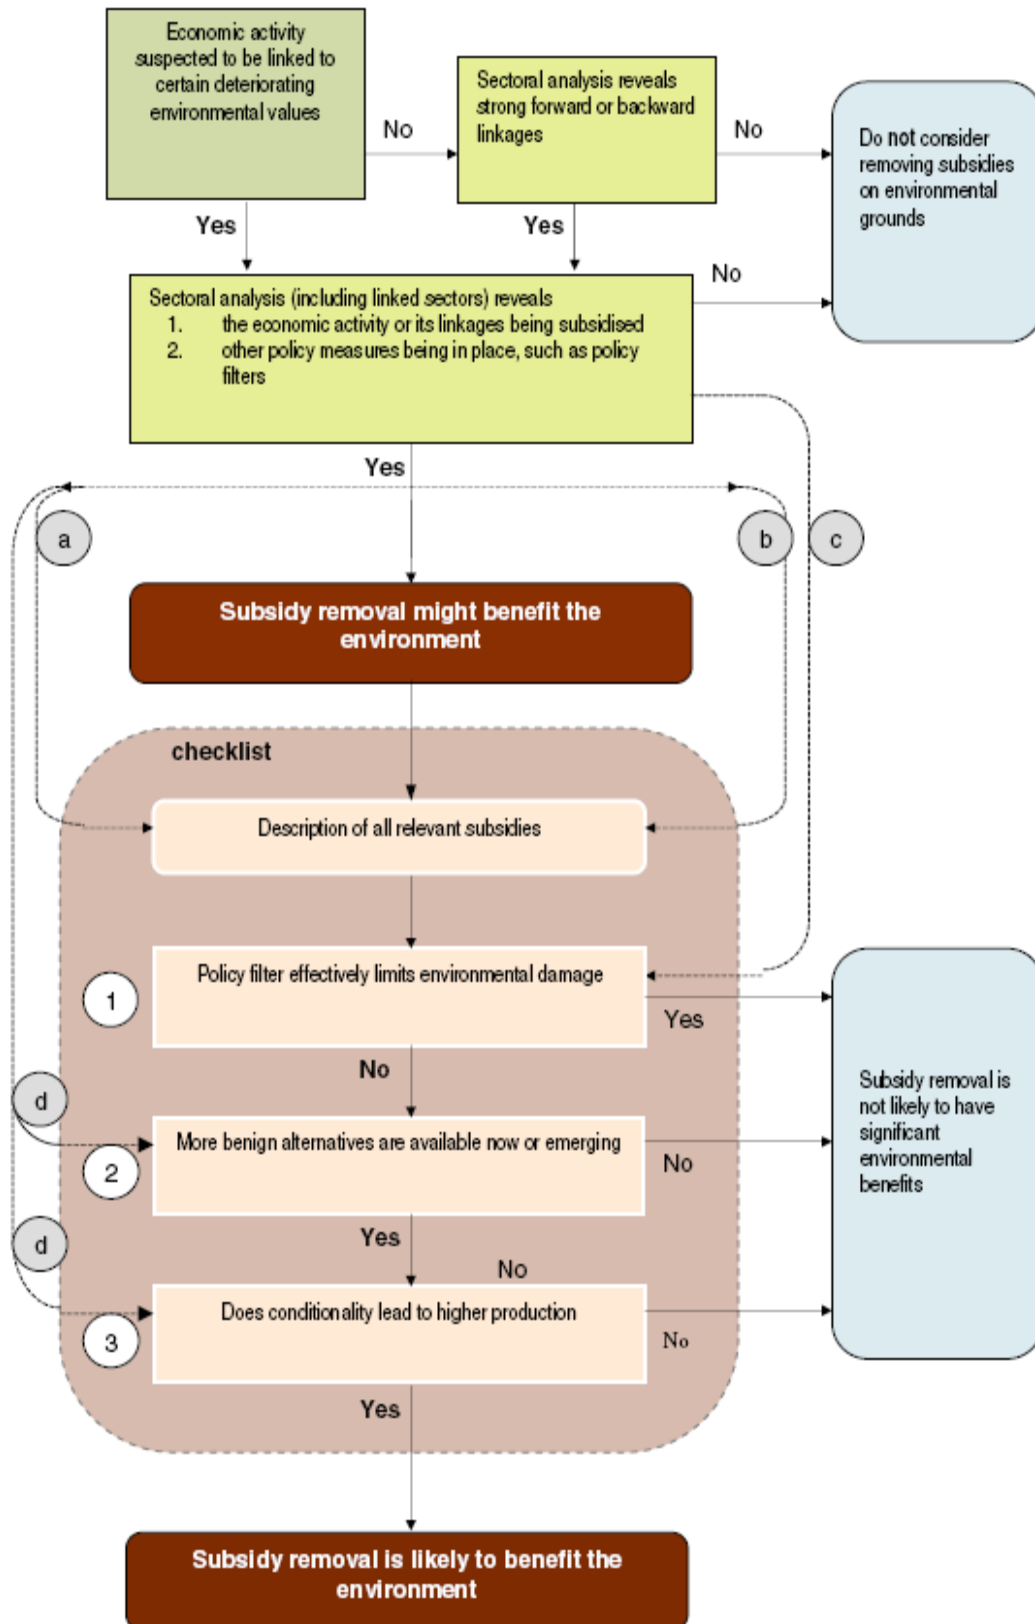 Economic activity
suspected to be linked to
certain deteriorating
environmental values
Sectoral analysis reveals
strong forward or backward
linkages
No
No
Do not consider
removing subsidies
on environmental
grounds
Yes
Yes
No
Sectoral analysis (including linked sectors) reveals
1. the economic activity or its linkages being subsidised
2. other policy measures being in place, such as policy
filters
Yes
a
b
c
Subsidy removal might benefit the
environment
checklist
Description of all relevant subsidies
Policy filter effectively limits environmental damage
1
Yes
No
Subsidy removal is
not likely to have
significant
environmental
benefits
d
More benign alternatives are available now or emerging
2
No
Yes
d
No
Does conditionality lead to higher production
3
No
Yes
Subsidy removal is likely to benefit the
environment